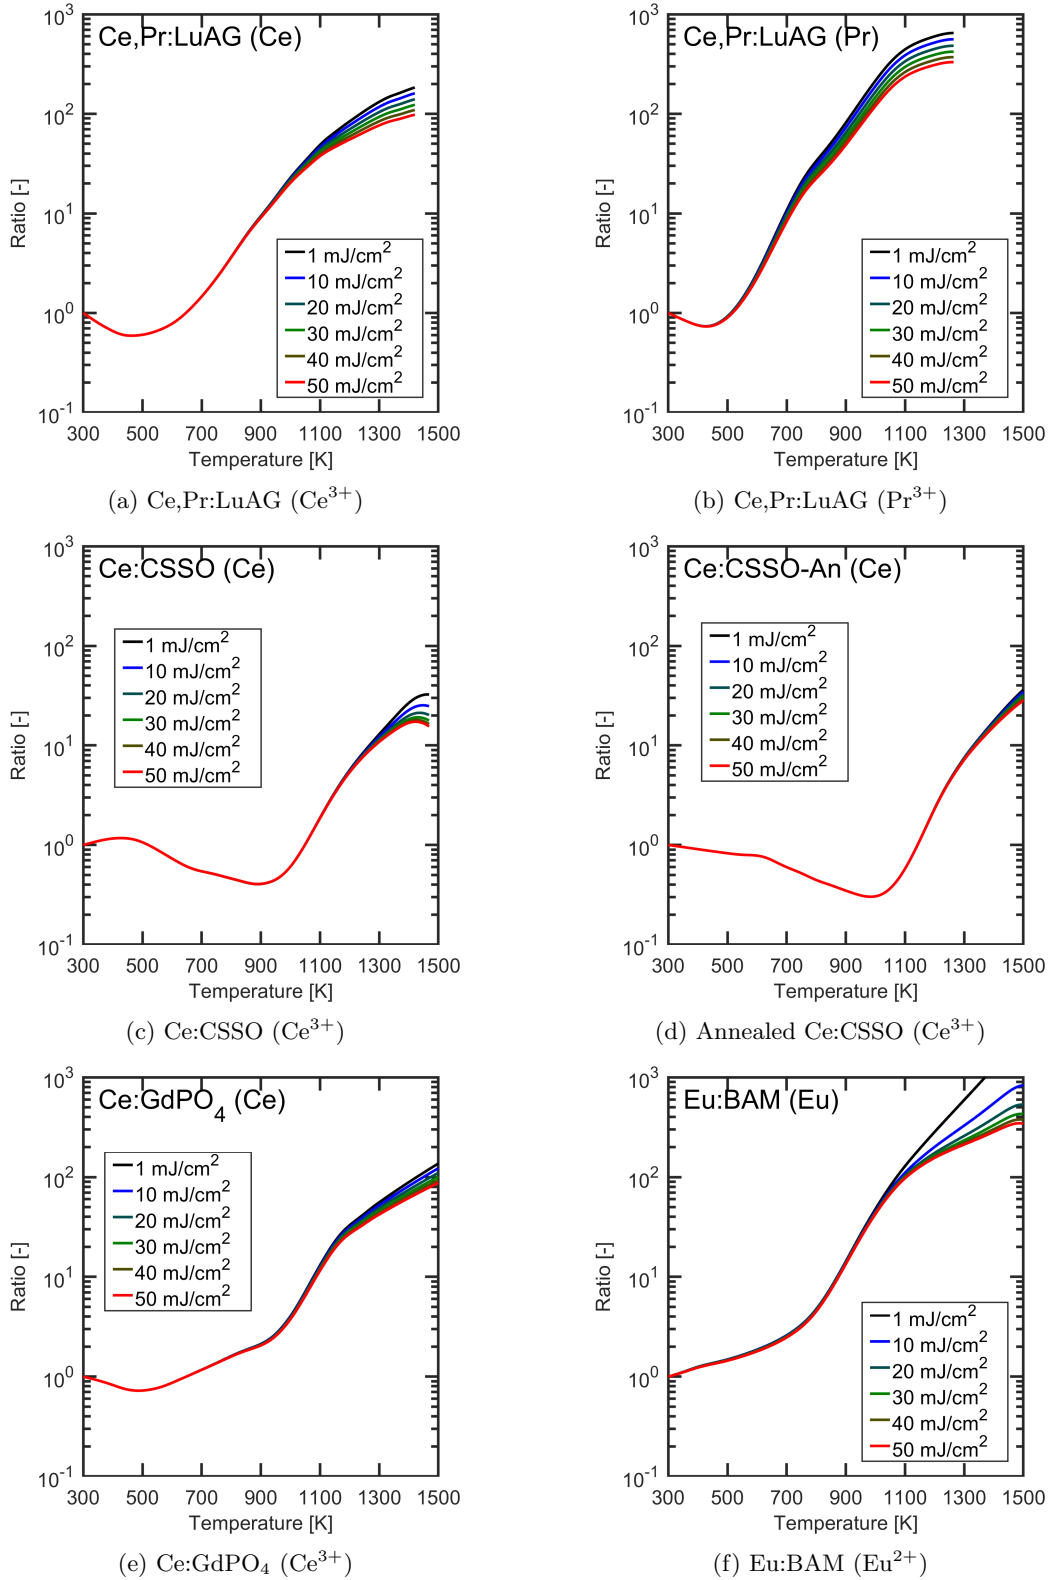 Ce,Pr:LuAG (Ce)
10^3
10^2
10^1
10^0
10^-1
Ratio [-]
1 mJ/cm^2
10 mJ/cm^2
20 mJ/cm^2
30 mJ/cm^2
40 mJ/cm^2
50 mJ/cm^2
300 500 700 900 1100 1300 1500
Temperature [K]
(a) Ce,Pr:LuAG (Ce^3+)
Ce,Pr:LuAG (Pr)
10^3
10^2
10^1
10^0
10^-1
Ratio [-]
1 mJ/cm^2
10 mJ/cm^2
20 mJ/cm^2
30 mJ/cm^2
40 mJ/cm^2
50 mJ/cm^2
300 500 700 900 1100 1300 1500
Temperature [K]
(b) Ce,Pr:LuAG (Pr^3+)
Ce:CSSO (Ce)
10^3
10^2
10^1
10^0
10^-1
Ratio [-]
1 mJ/cm^2
10 mJ/cm^2
20 mJ/cm^2
30 mJ/cm^2
40 mJ/cm^2
50 mJ/cm^2
300 500 700 900 1100 1300 1500
Temperature [K]
(c) Ce:CSSO (Ce^3+)
Ce:CSSO-An (Ce)
10^3
10^2
10^1
10^0
10^-1
Ratio [-]
1 mJ/cm^2
10 mJ/cm^2
20 mJ/cm^2
30 mJ/cm^2
40 mJ/cm^2
50 mJ/cm^2
300 500 700 900 1100 1300 1500
Temperature [K]
(d) Annealed Ce:CSSO (Ce^3+)
Ce:GdPO_4 (Ce)
10^3
10^2
10^1
10^0
10^-1
Ratio [-]
1 mJ/cm^2
10 mJ/cm^2
20 mJ/cm^2
30 mJ/cm^2
40 mJ/cm^2
50 mJ/cm^2
300 500 700 900 1100 1300 1500
Temperature [K]
(e) Ce:GdPO_4 (Ce^3+)
Eu:BAM (Eu)
10^3
10^2
10^1
10^0
10^-1
Ratio [-]
1 mJ/cm^2
10 mJ/cm^2
20 mJ/cm^2
30 mJ/cm^2
40 mJ/cm^2
50 mJ/cm^2
300 500 700 900 1100 1300 1500
Temperature [K]
(f) Eu:BAM (Eu^2+)